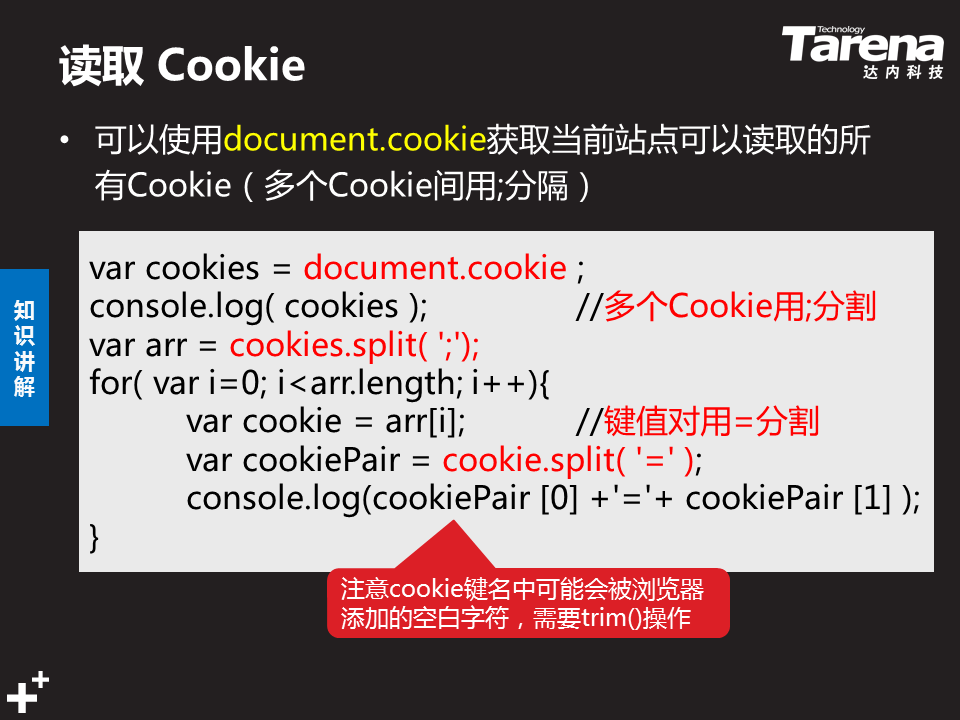 读取 Cookie
Technology
Tarena
达内科技
• 可以使用document.cookie获取当前站点可以读取的所
有Cookie（多个Cookie间用;分隔）
var cookies = document.cookie ;
console.log( cookies ); //多个Cookie用;分割
var arr = cookies.split( ';');
for( var i=0; i<arr.length; i++){
var cookie = arr[i]; //键值对用=分割
var cookiePair = cookie.split( '=' );
console.log(cookiePair [0] +'='+ cookiePair [1] );
}
知
识
讲
解
注意cookie键名中可能会被浏览器
添加的空白字符，需要trim()操作